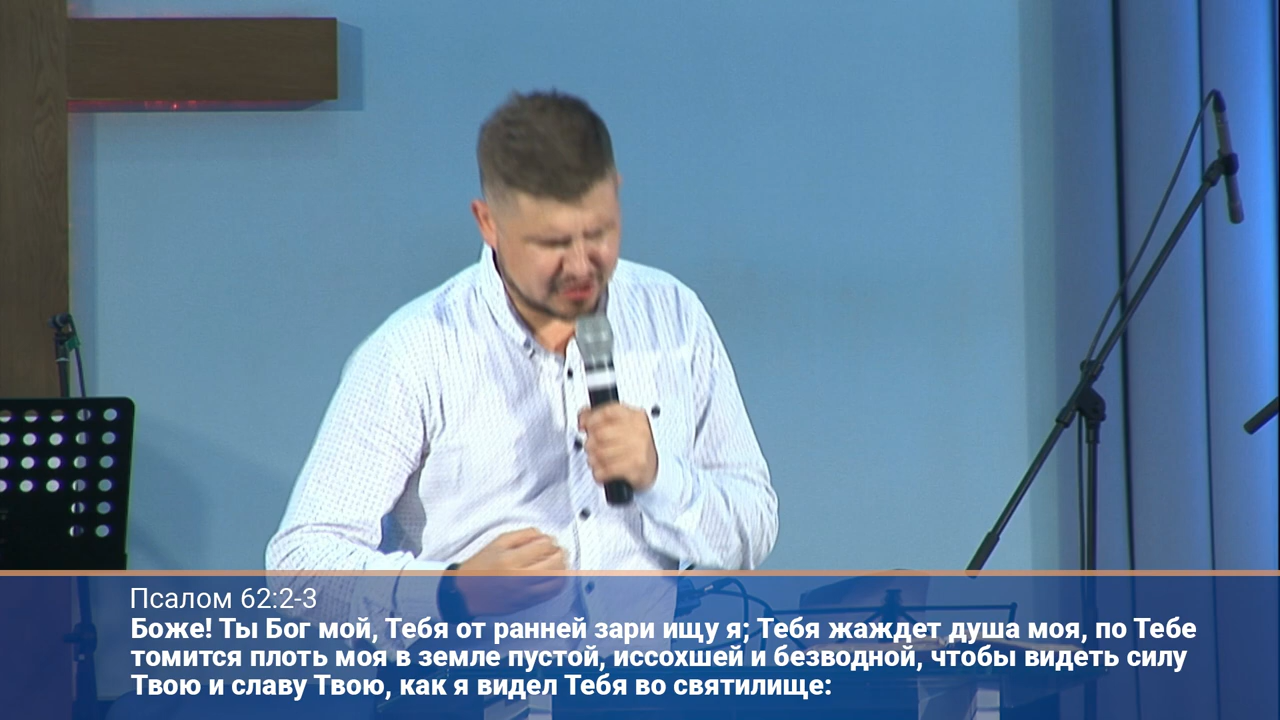 Псалом 62:2-3
Боже! Ты Бог мой, Тебя от ранней зари ищу я; Тебя жаждет душа моя, по Тебе
томится плоть моя в земле пустой, иссохшей и безводной, чтобы видеть силу
Твою и славу Твою, как я видел Тебя во святилище: